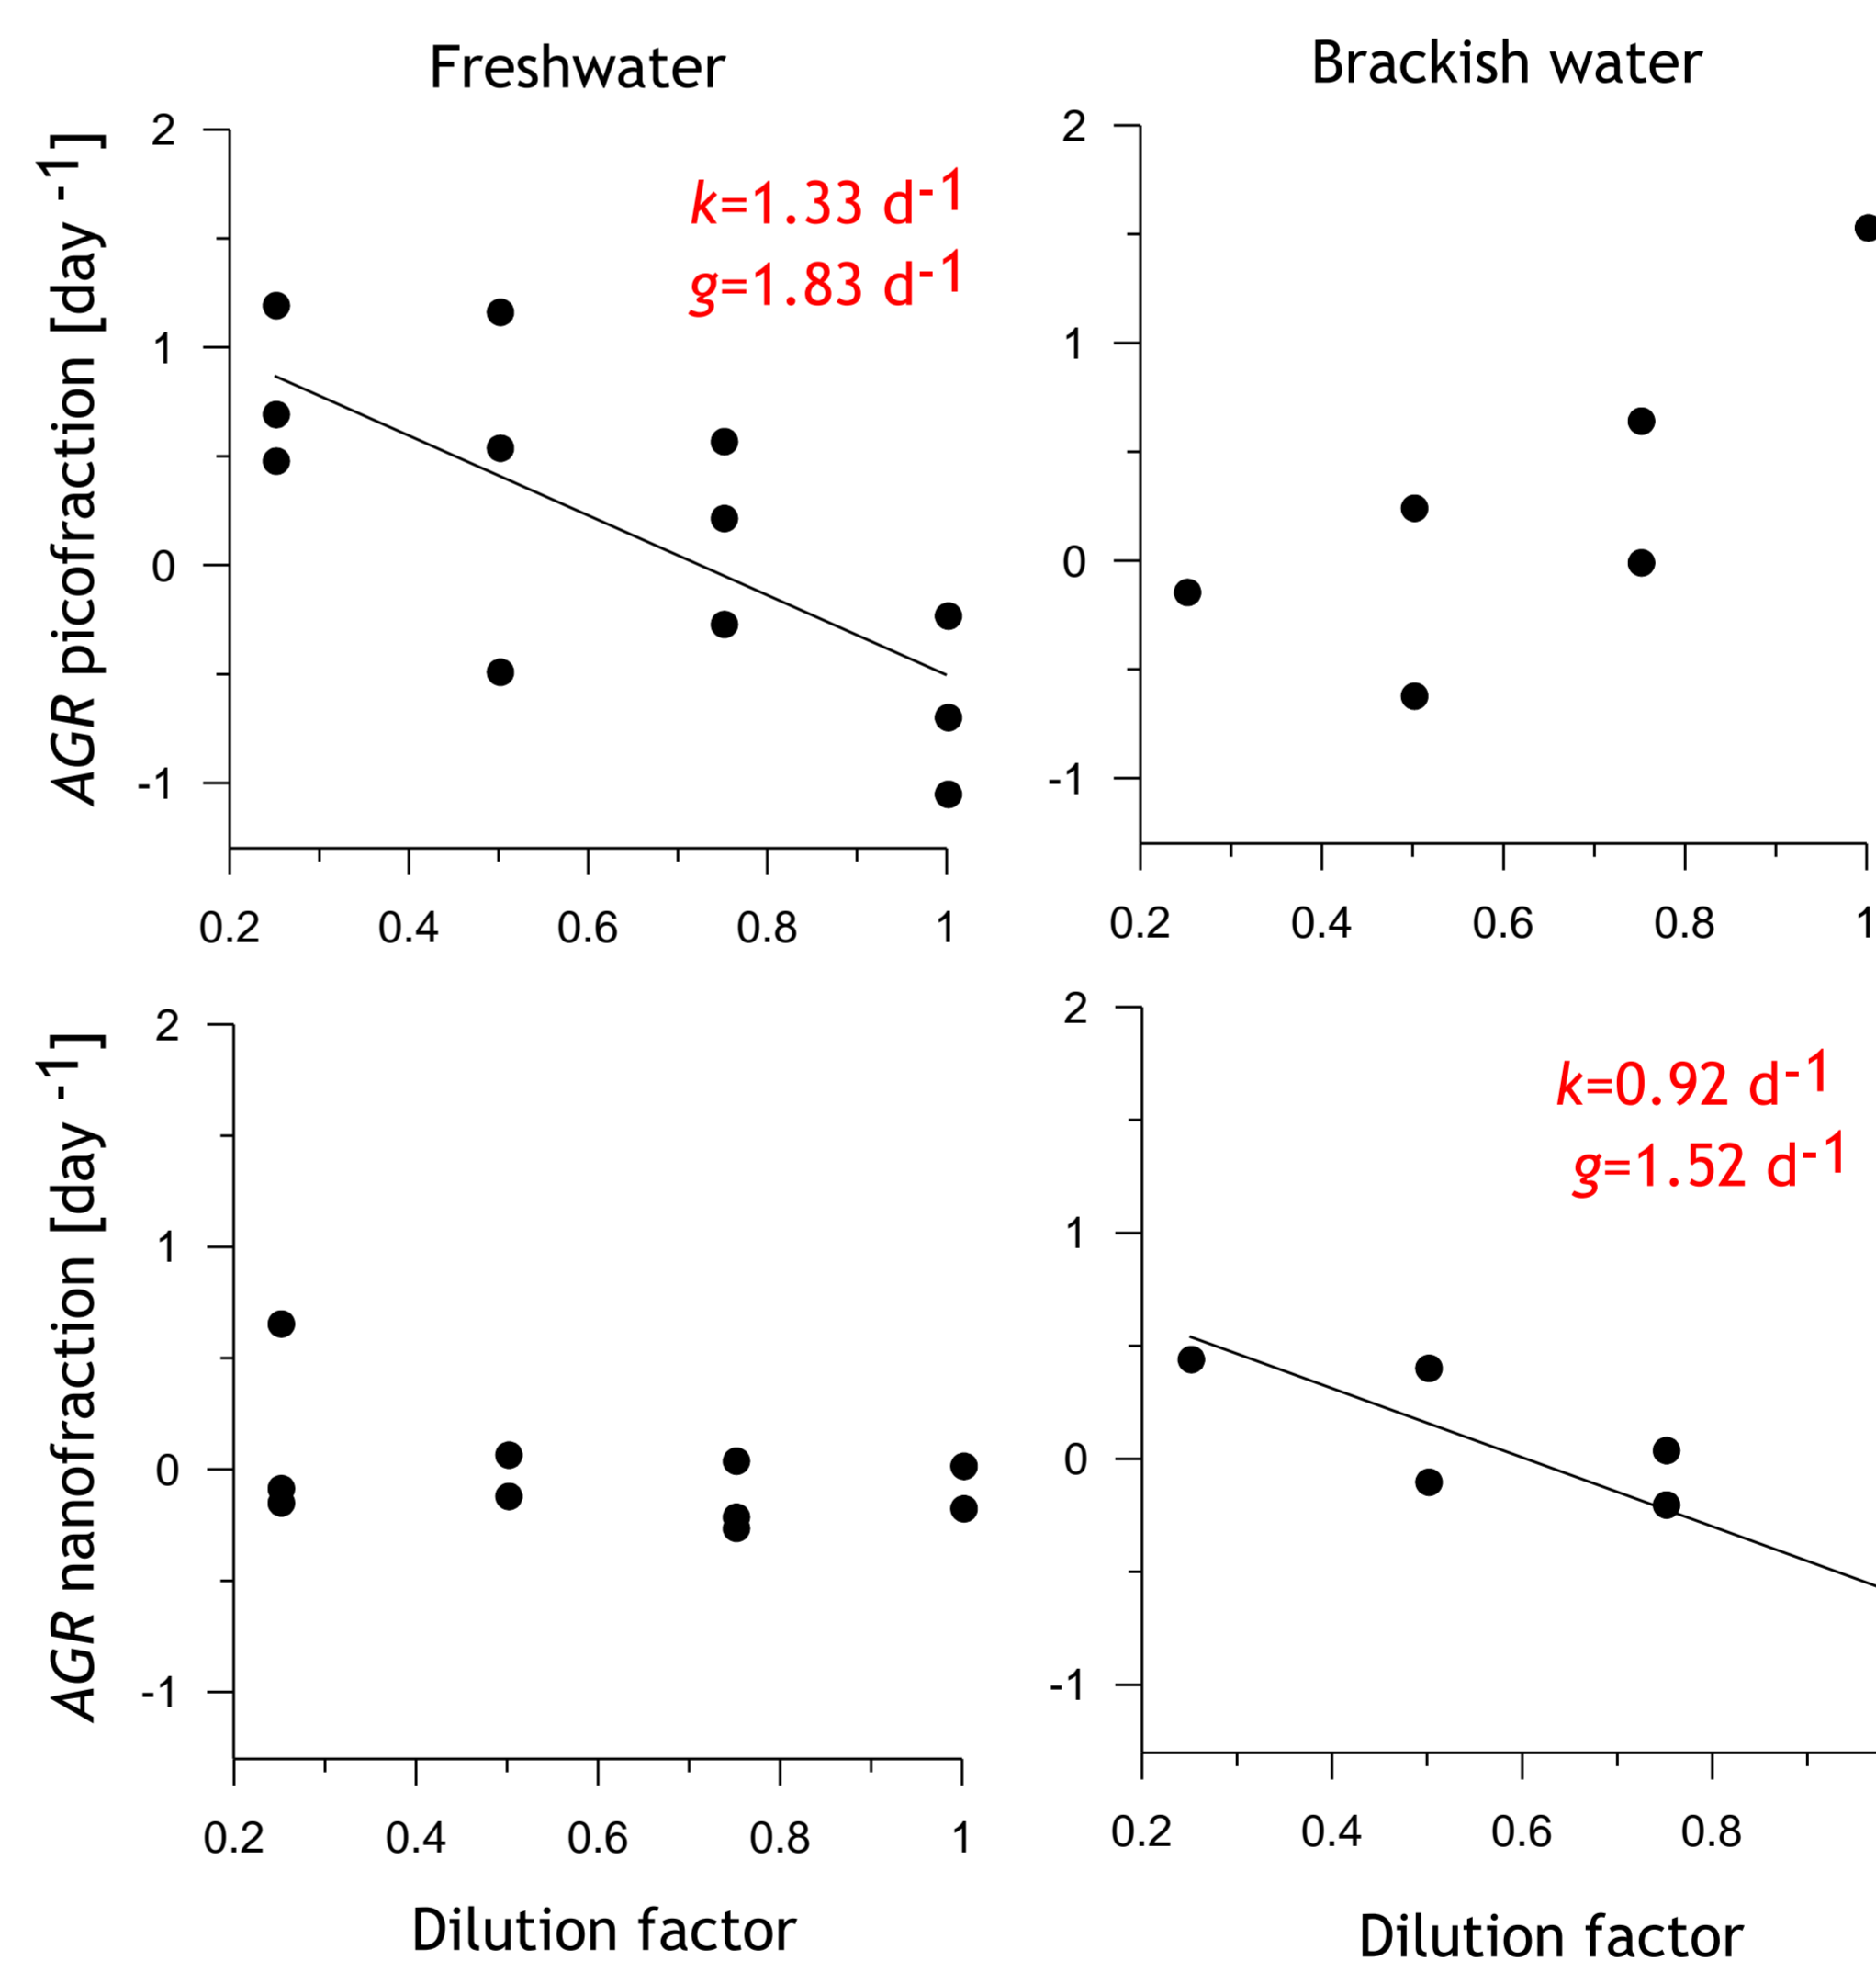 Freshwater
Brackish water
AGR picofraction [day -1]
2
1
0
-1
k=1.33 d-1
g=1.83 d-1
0.2 0.4 0.6 0.8 1
2
1
0
-1
0.2 0.4 0.6 0.8 1
AGR nanofraction [day -1]
2
1
0
-1
0.2 0.4 0.6 0.8 1
Dilution factor
2
1
0
-1
k=0.92 d-1
g=1.52 d-1
0.2 0.4 0.6 0.8
Dilution factor